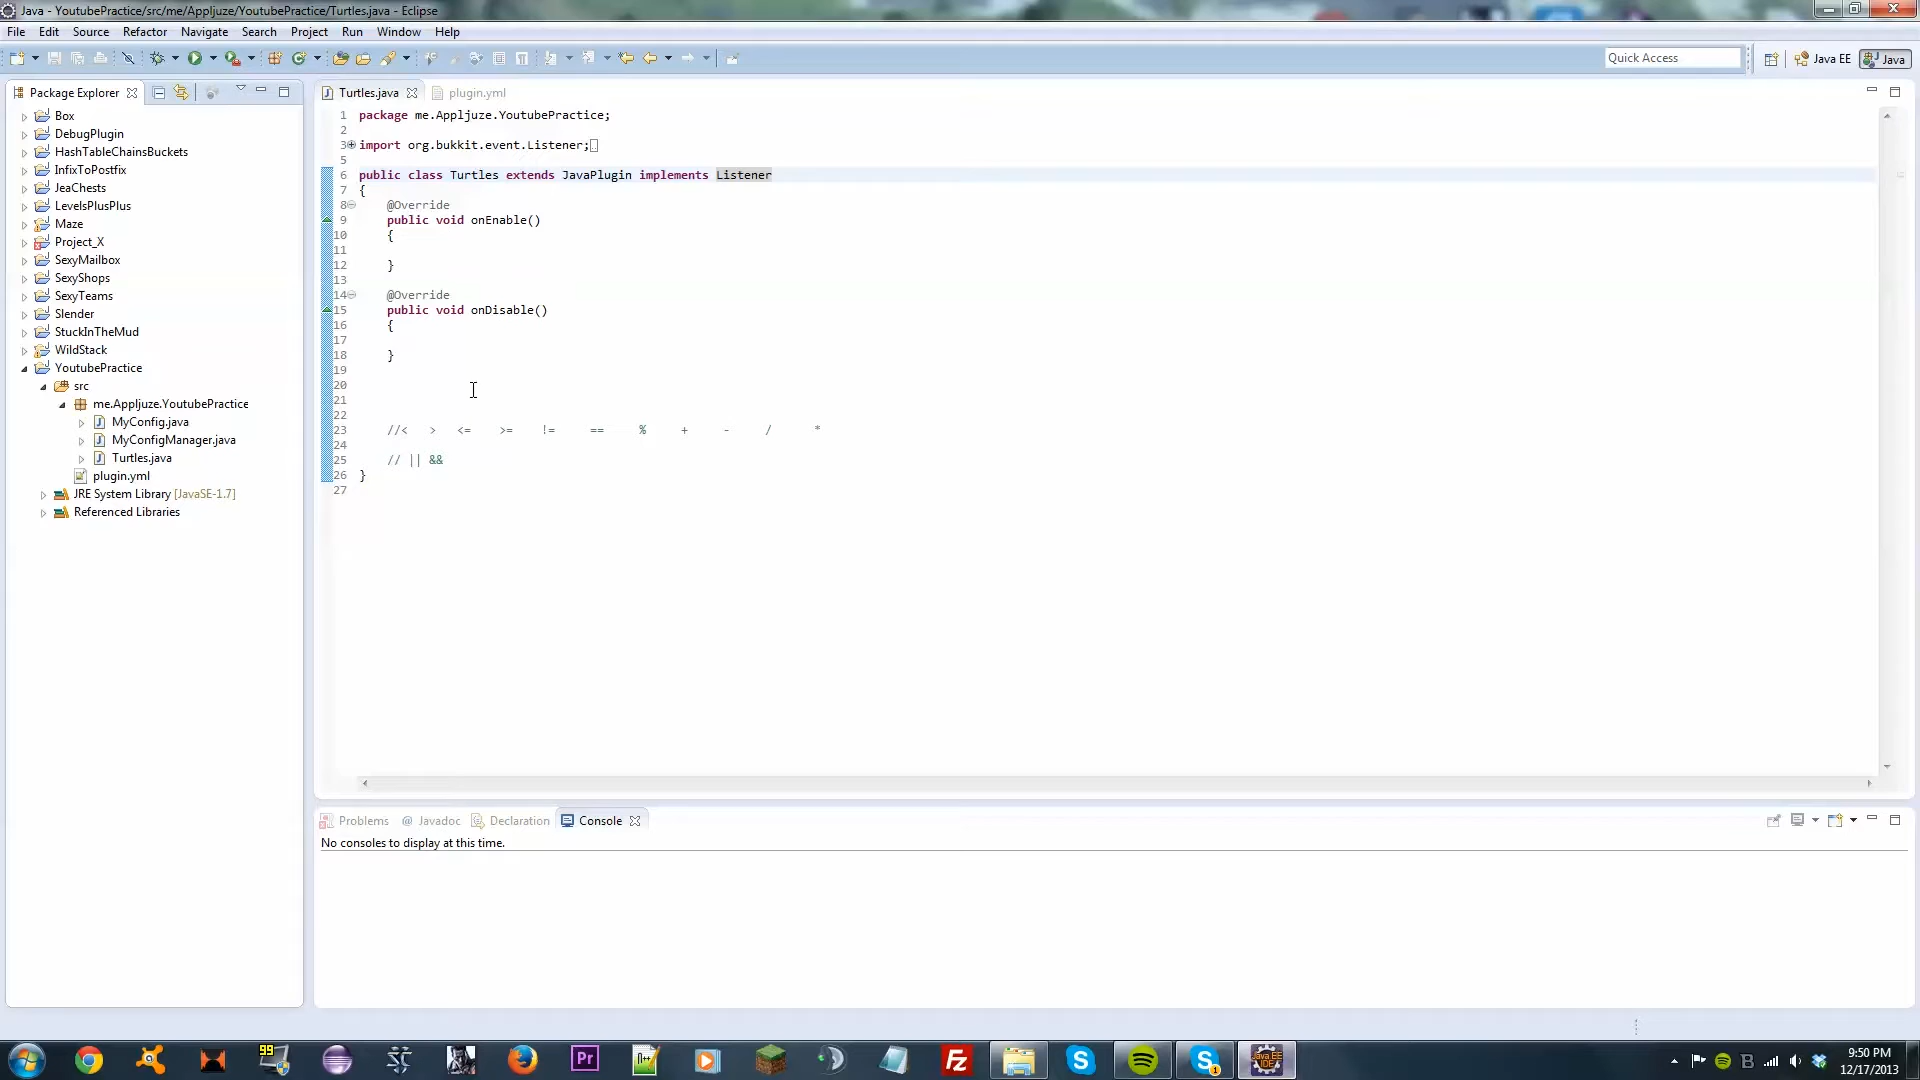 Java - YoutubePractice/src/me/Appljuze/YoutubePractice/Turtles.java - Eclipse
File Edit Source Refactor Navigate Search Project Run Window Help
Quick Access
Java EE
Java
Package Explorer
Turtles.java
plugin.yml
Box
DebugPlugin
HashTableChainsBuckets
InfixToPostfix
JeaChests
LevelsPlusPlus
Maze
Project_X
SexyMailbox
SexyShops
SexyTeams
Slender
StuckInTheMud
WildStack
YoutubePractice
src
me.Appljuze.YoutubePractice
MyConfig.java
MyConfigManager.java
Turtles.java
plugin.yml
JRE System Library [JavaSE-1.7]
Referenced Libraries
1 package me.Appljuze.YoutubePractice;
2
3 import org.bukkit.event.Listener;
5
6 public class Turtles extends JavaPlugin implements Listener
7 {
8 @Override
9 public void onEnable()
10 {
11
12 }
13
14 @Override
15 public void onDisable()
16 {
17
18 }
19
20
21
22
23 //< > <= >= != == % + - / *
24
25 // || &&
26 }
27
Problems @ Javadoc Declaration Console
No consoles to display at this time.
99
Pr
Fz
Java EE
IDE
9:50 PM
12/17/2013